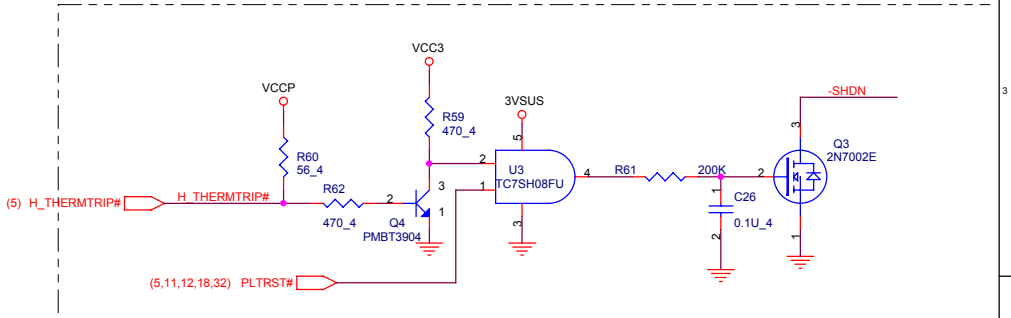 VCC3
VCCP
3VSUS
-SHDN
3
R59
470_4
R60
56_4
5
3
Q3
2N7002E
2
U3
TC7SH08FU
4
R61
200K
2
1
H_THERMTRIP#
(5) H_THERMTRIP#
R62
470_4
2
3
1
Q4
PMBT3904
3
1
C26
0.1U_4
2
1
(5,11,12,18,32) PLTRST#